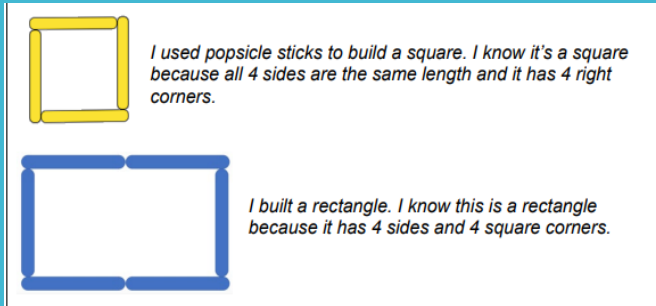 I used popsicle sticks to build a square. I know it's a square
because all 4 sides are the same length and it has 4 right
corners.
I built a rectangle. I know this is a rectangle
because it has 4 sides and 4 square corners.